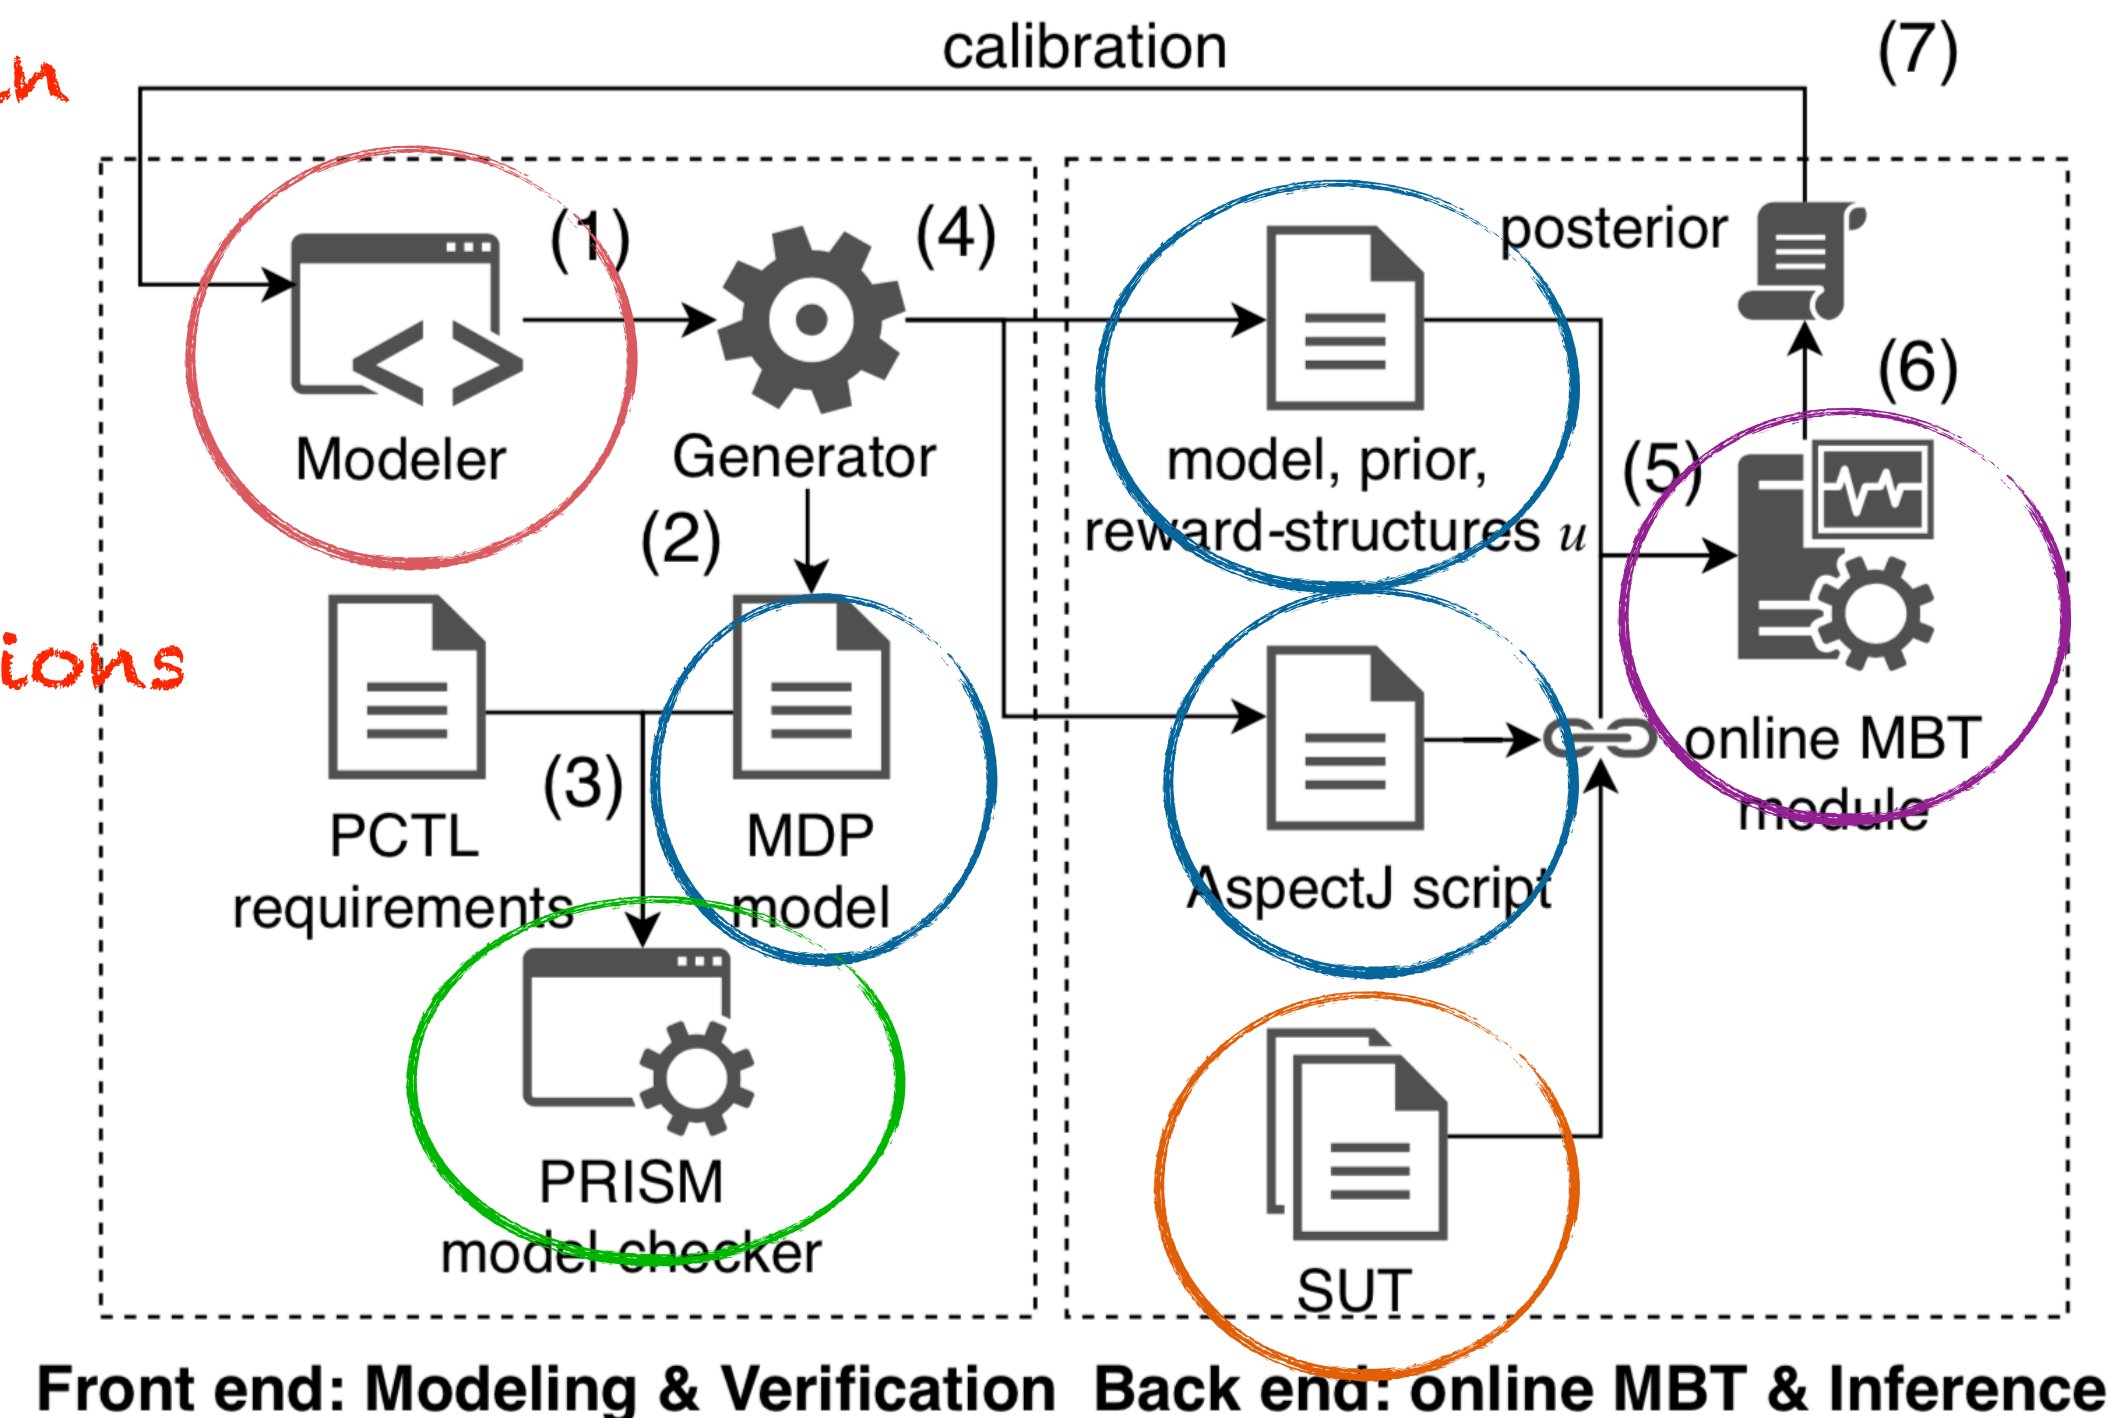 calibration
(7)
(1)
(4)
posterior
(6)
Modeler
Generator
model, prior,
reward-structures u
(5)
(2)
online MBT
module
(3)
PCTL
requirements
MDP
model
AspectJ script
PRISM
model checker
SUT
Front end: Modeling & Verification
Back end: online MBT & Inference